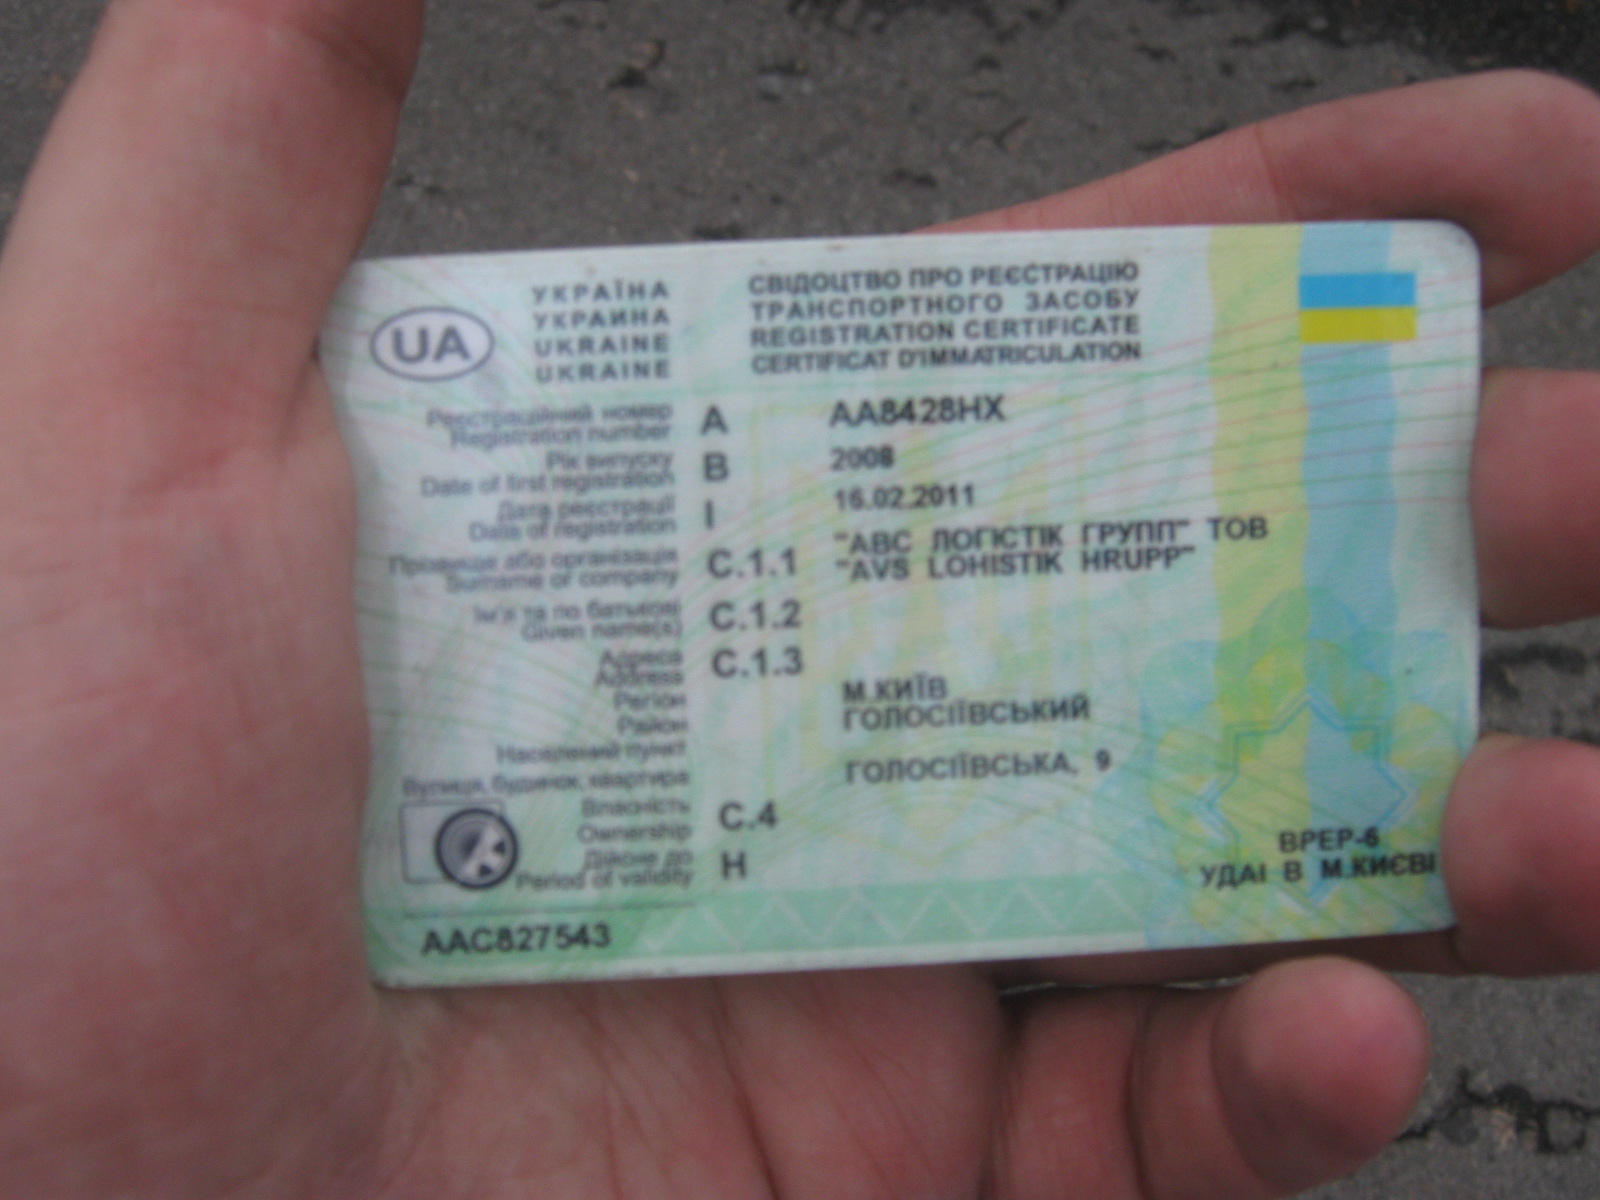 UA
УКРАЇНА
УКРАИНА
UKRAINE
UKRAINE
СВІДОЦТВО ПРО РЕЄСТРАЦІЮ
ТРАНСПОРТНОГО ЗАСОБУ
REGISTRATION CERTIFICATE
CERTIFICAT D'IMMATRICULATION
Реєстраційний номер
Registration number
A
AA8428HX
Рік випуску
Date of first registration
B
2008
Дата реєстрації
Date of registration
I
16.02.2011
Прізвище або організація
Surname or company
C.1.1
"АВС ЛОГІСТІК ГРУПП" ТОВ
"AVS LOHISTIK HRUPP"
Ім'я та по батькові
Given name(s)
C.1.2
Адреса
Address
C.1.3
Регіон
М.КИЇВ
Район
ГОЛОСІЇВСЬКИЙ
Населений пункт
Вулиця, будинок, квартира
ГОЛОСІЇВСЬКА, 9
Власність
Ownership
C.4
Дійсне до
Period of validity
H
ВРЕР-6
УДАІ В М.КИЄВІ
ААС827543